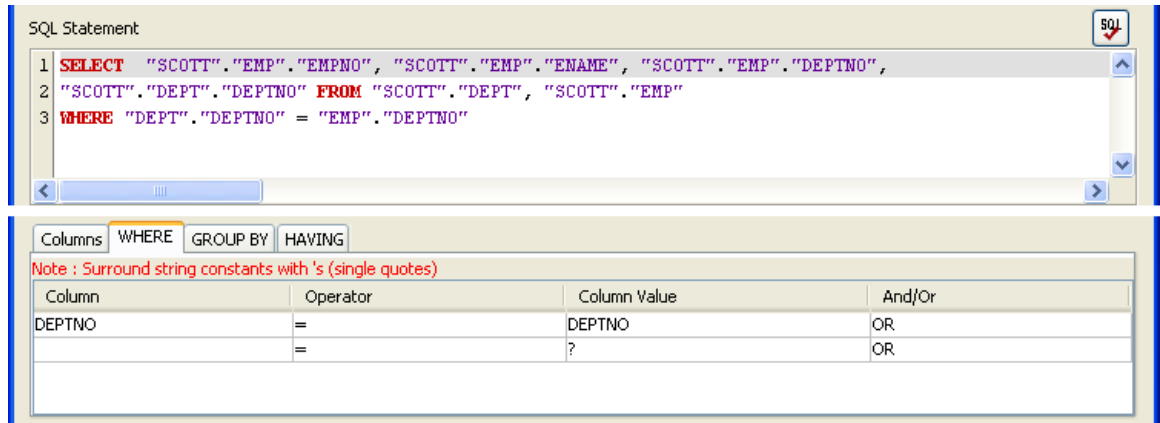 SQL Statement
SQL
1 SELECT "SCOTT"."EMP"."EMPNO", "SCOTT"."EMP"."ENAME", "SCOTT"."EMP"."DEPTNO",
2 "SCOTT"."DEPT"."DEPTNO" FROM "SCOTT"."DEPT", "SCOTT"."EMP"
3 WHERE "DEPT"."DEPTNO" = "EMP"."DEPTNO"
Columns WHERE GROUP BY HAVING
Note : Surround string constants with 's (single quotes)
Column Operator Column Value And/Or
DEPTNO = DEPTNO OR
= ? OR